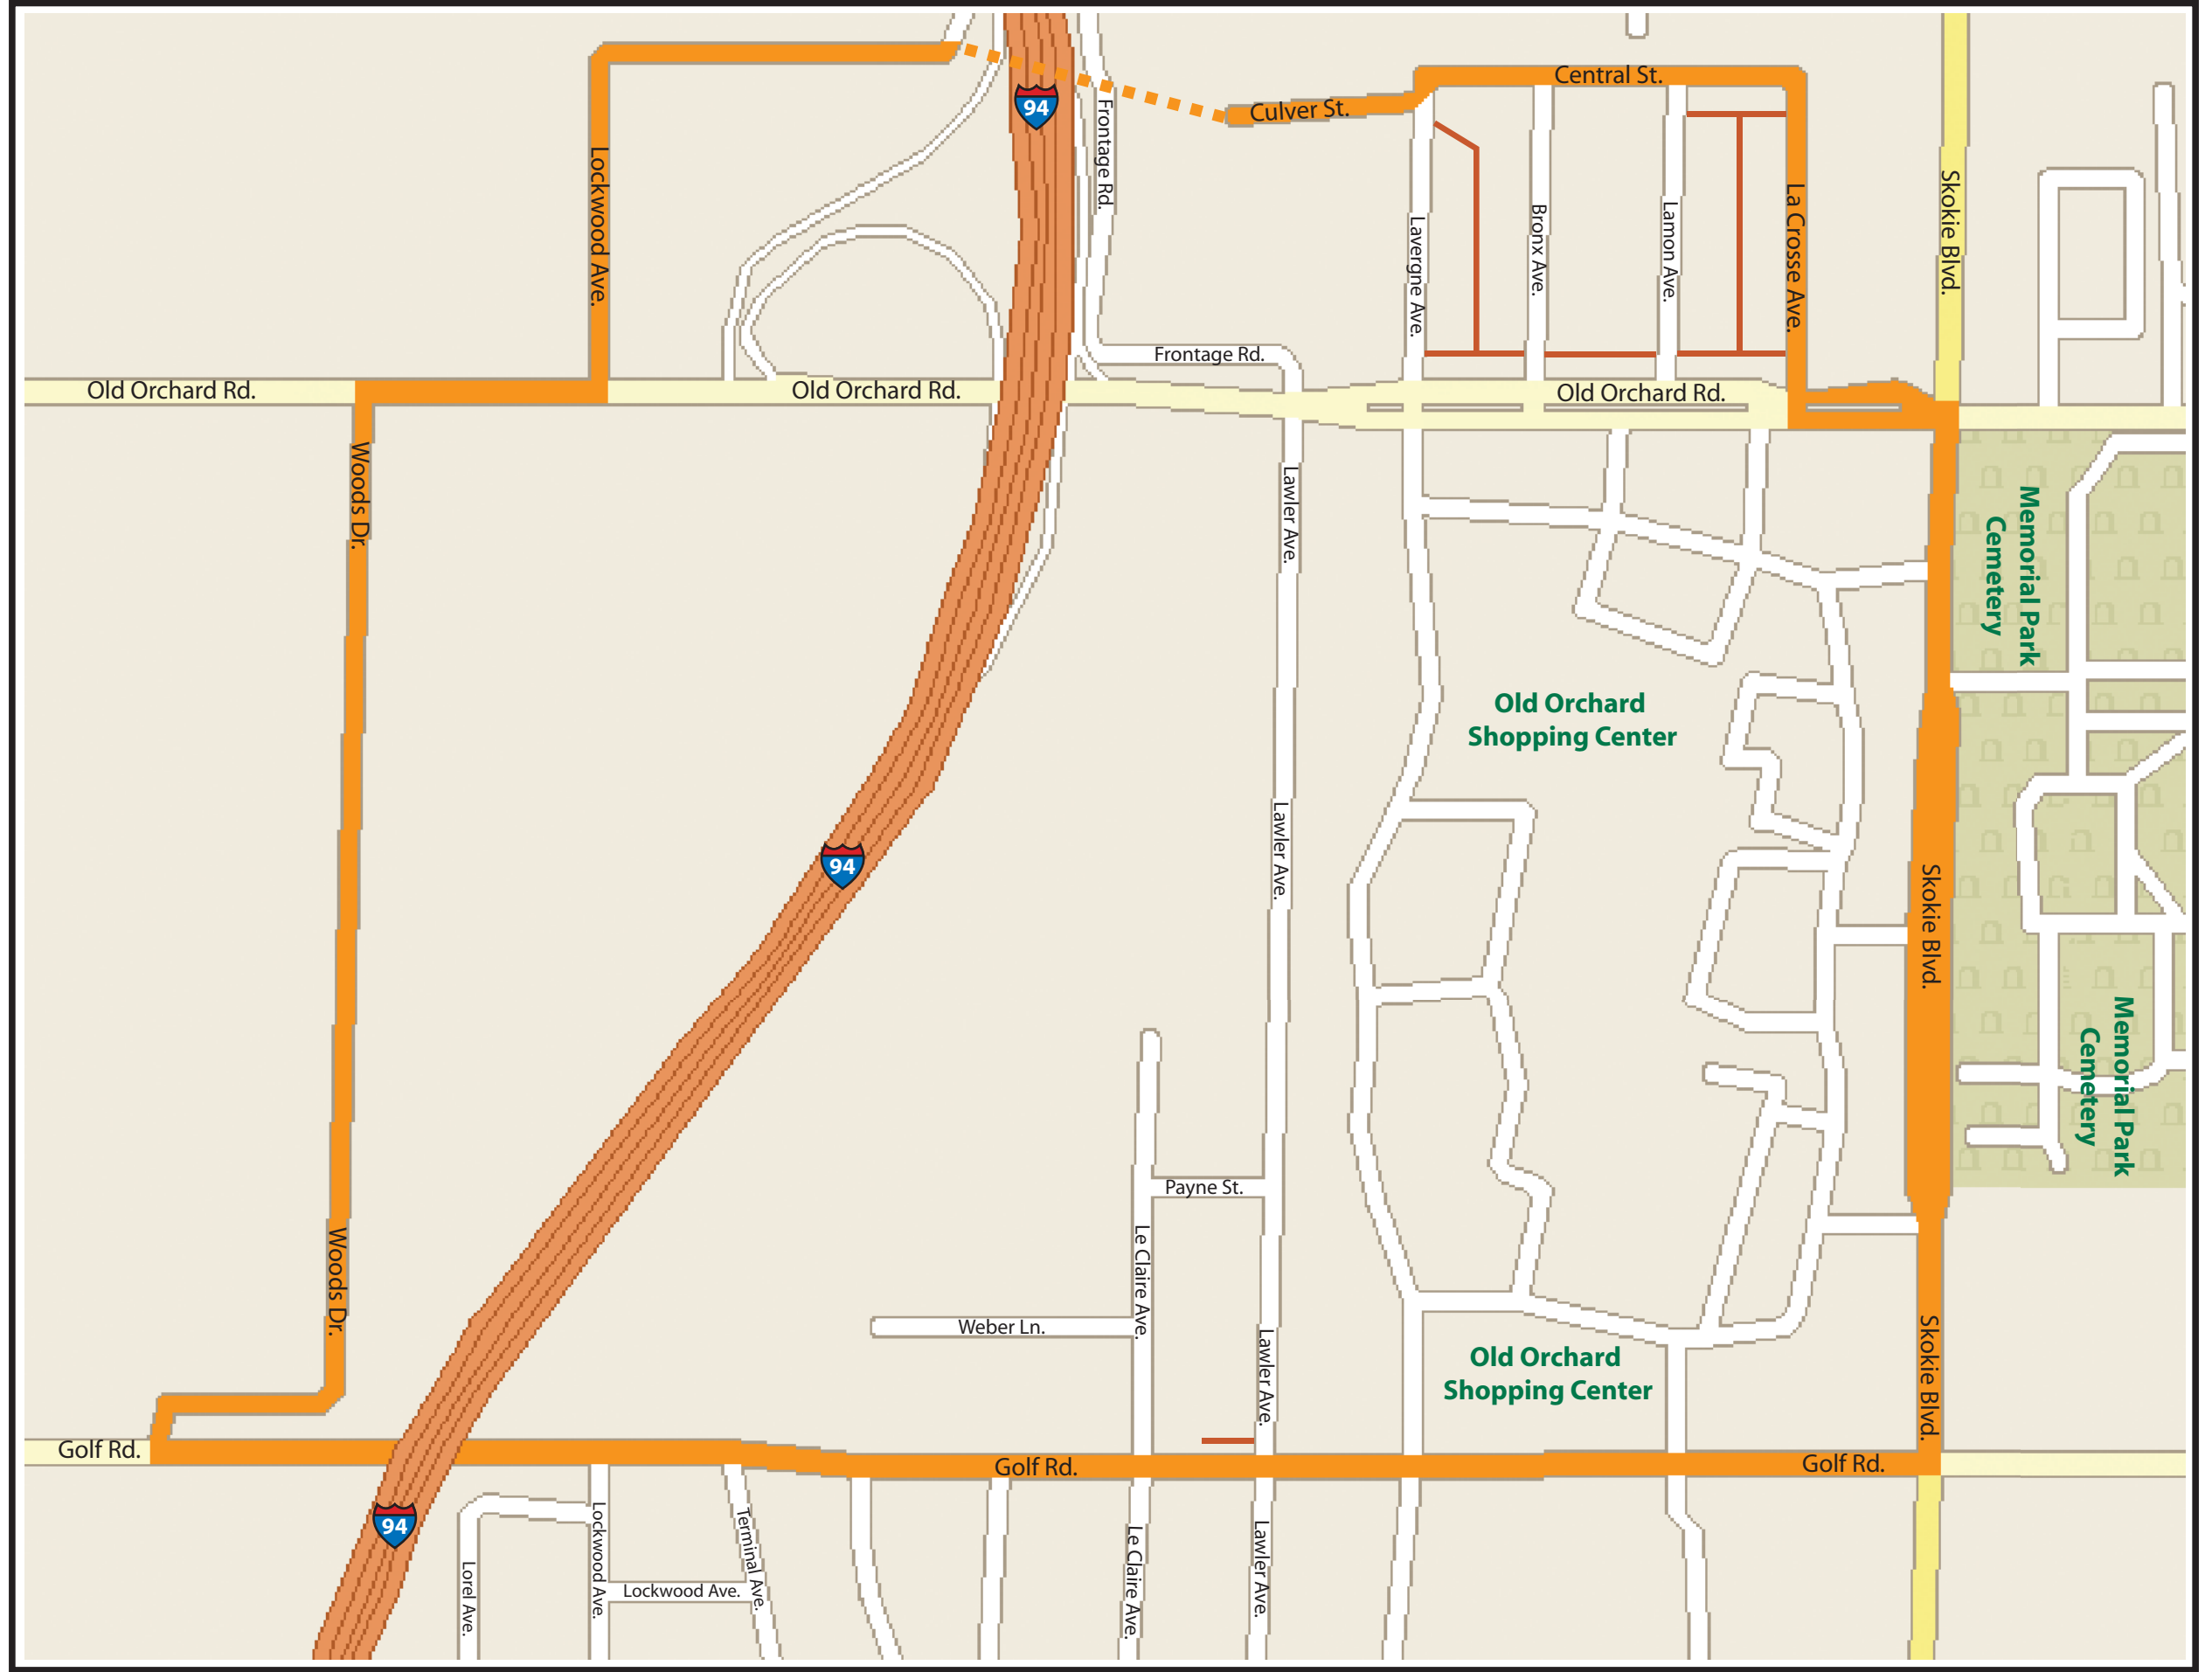 Central St.
94
Culver St.
Frontage Rd.
Lockwood Ave.
Skokie Blvd.
La Crosse Ave.
Lamon Ave.
Bronx Ave.
Lavergne Ave.
Frontage Rd.
Old Orchard Rd.
Old Orchard Rd.
Old Orchard Rd.
Woods Dr.
Lawler Ave.
Memorial Park
Cemetery
Old Orchard
Shopping Center
94
Lawler Ave.
Skokie Blvd.
Memorial Park
Cemetery
Payne St.
Le Claire Ave.
Woods Dr.
Weber Ln.
Lawler Ave.
Old Orchard
Shopping Center
Skokie Blvd.
Golf Rd.
Golf Rd.
Golf Rd.
94
Lorel Ave.
Lockwood Ave.
Lockwood Ave.
Terminal Ave.
Le Claire Ave.
Lawler Ave.